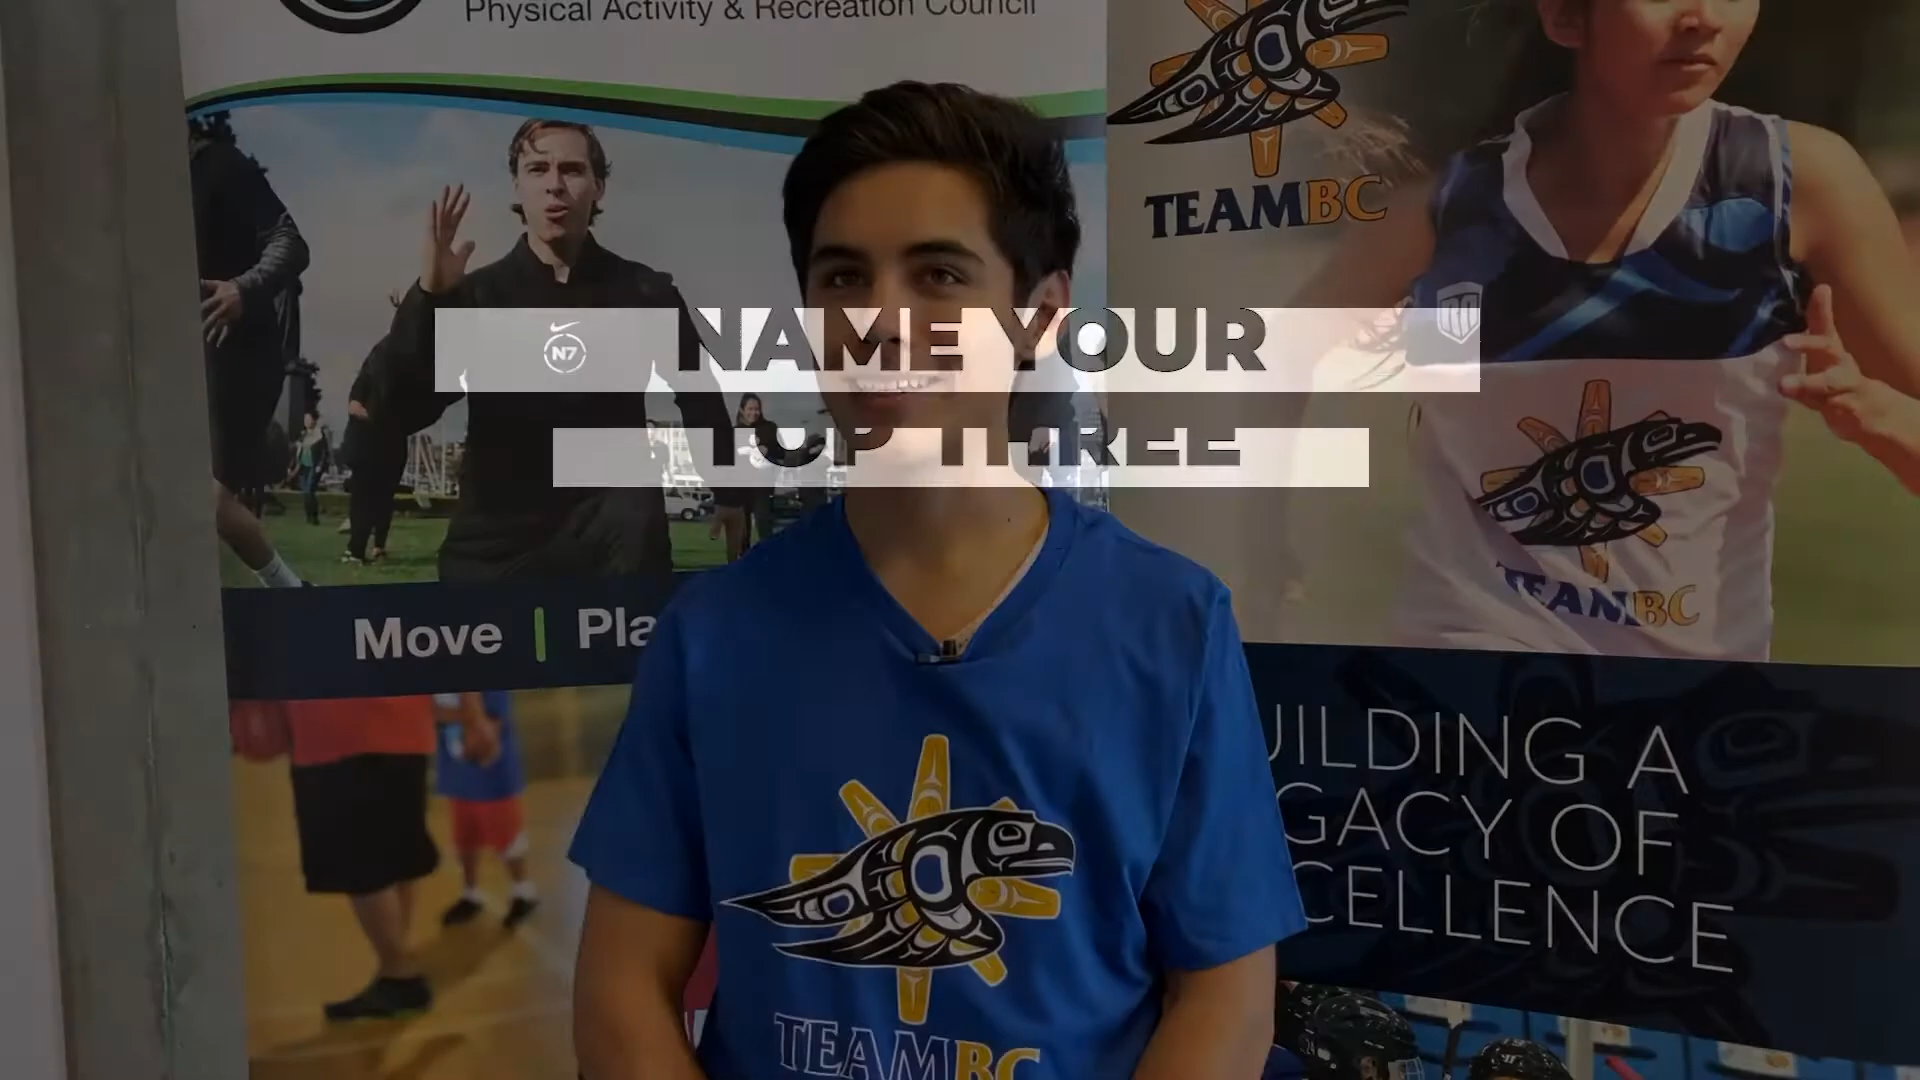 Physical Activity & Recreation Council
TEAMBC
N7
NAME YOUR
TOP THREE
TEAMBC
Move | Pla
UILDING A
GACY OF
CELLENCE
TEAMBC